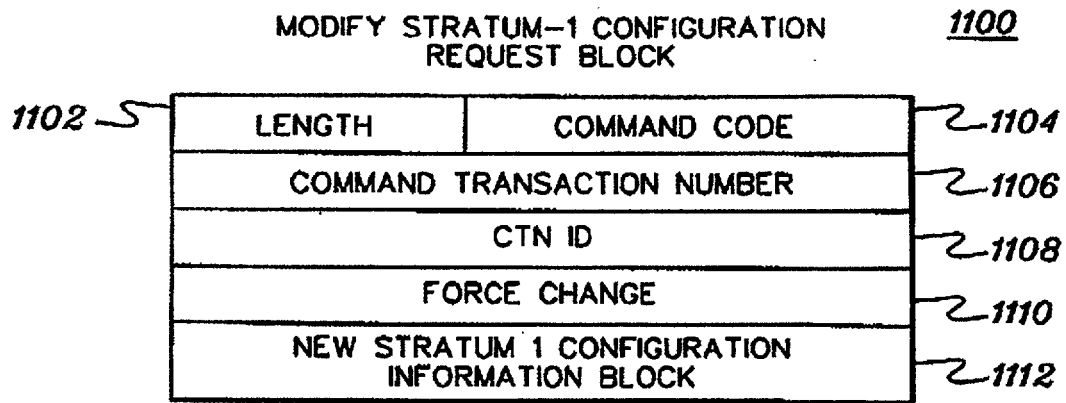 MODIFY STRATUM-1 CONFIGURATION
REQUEST BLOCK
1100
1102
LENGTH
COMMAND CODE
1104
COMMAND TRANSACTION NUMBER
1106
CTN ID
1108
FORCE CHANGE
1110
NEW STRATUM 1 CONFIGURATION
INFORMATION BLOCK
1112